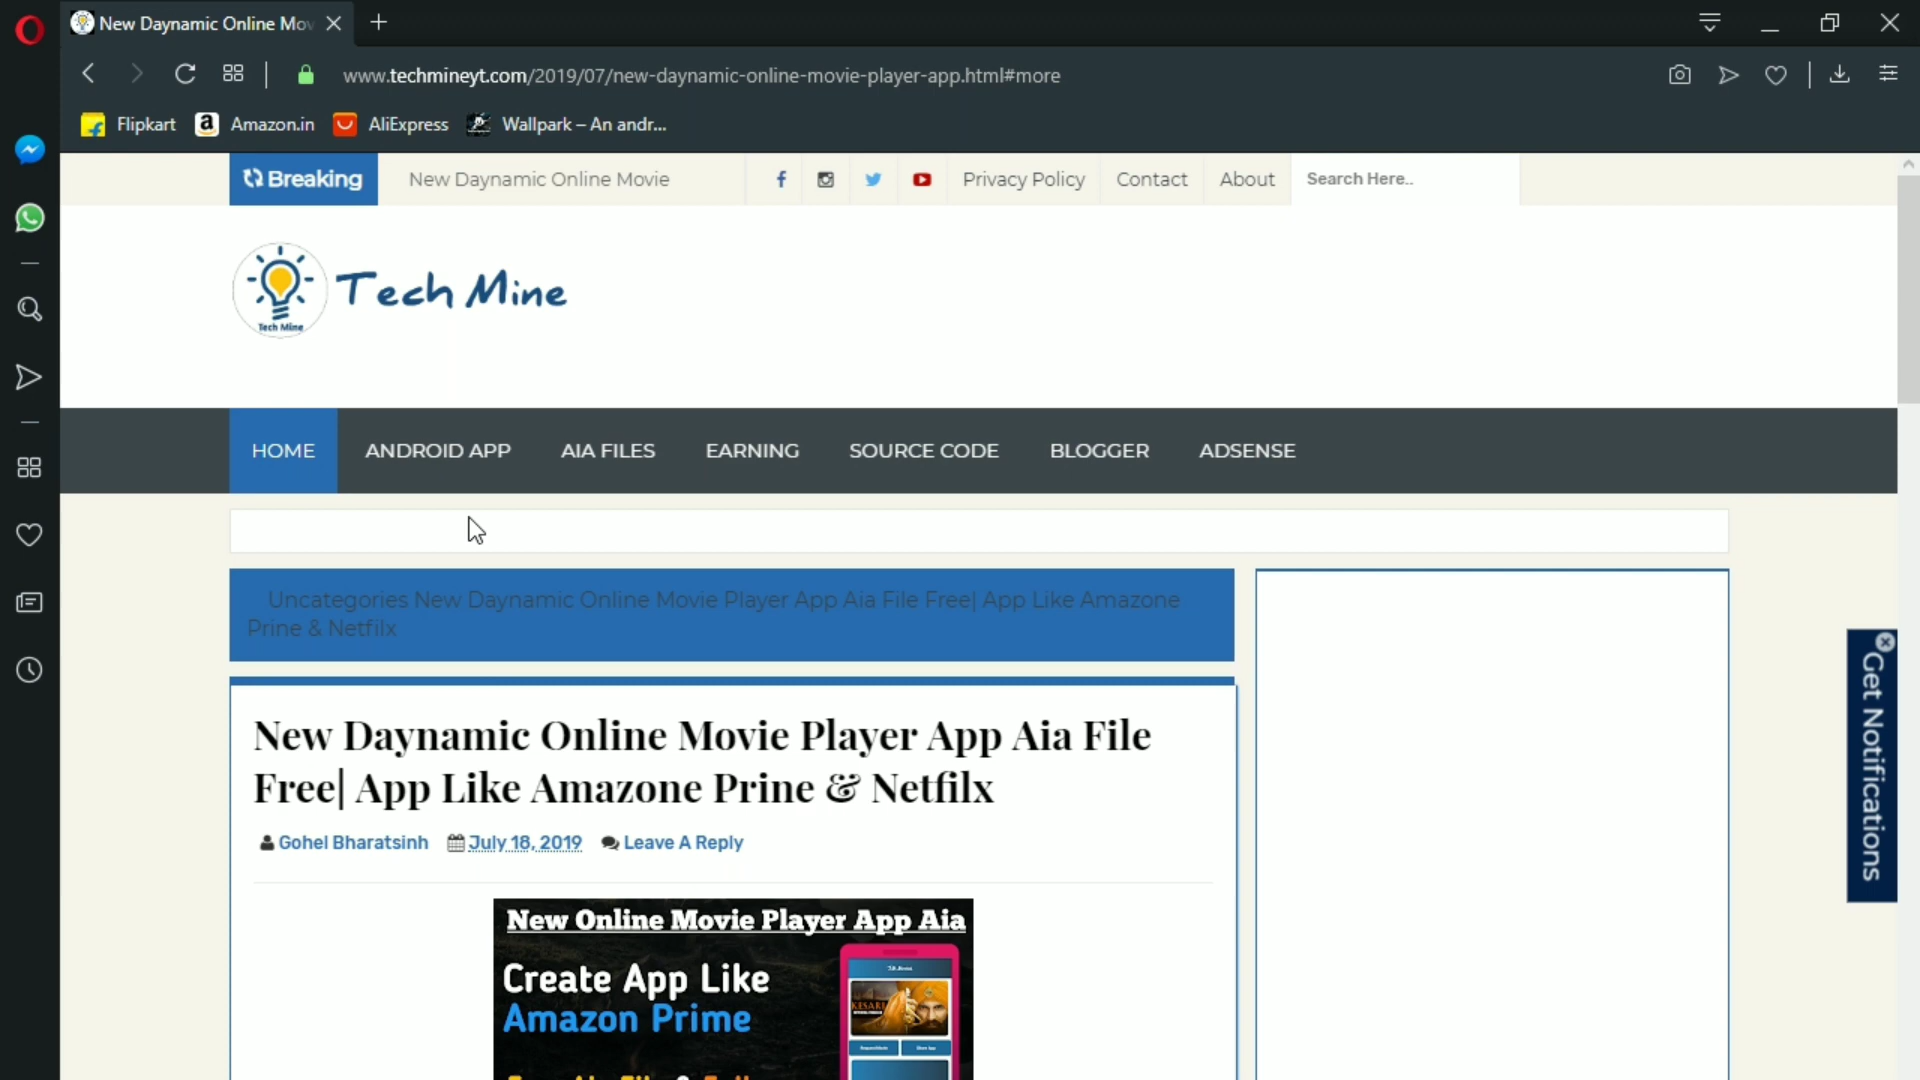 New Daynamic Online Mov
www.techmineyt.com/2019/07/new-daynamic-online-movie-player-app.html#more
Flipkart Amazon.in AliExpress Wallpark – An andr...
Breaking New Daynamic Online Movie Privacy Policy Contact About Search Here..
Tech Mine
Tech Mine
HOME ANDROID APP AIA FILES EARNING SOURCE CODE BLOGGER ADSENSE
Uncategories New Daynamic Online Movie Player App Aia File Free| App Like Amazone
Prine & Netfilx
New Daynamic Online Movie Player App Aia File
Free| App Like Amazone Prine & Netfilx
Gohel Bharatsinh July 18, 2019 Leave A Reply
New Online Movie Player App Aia
Create App Like
Amazon Prime
KESARI
Get Notifications